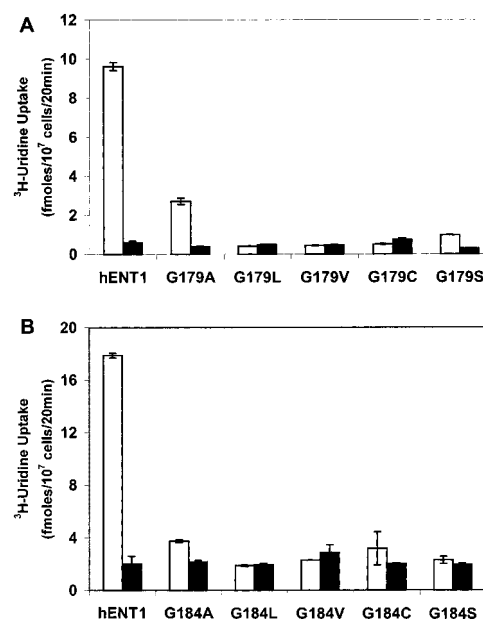 A
³H-Uridine Uptake
(fmoles/10⁷ cells/20min)
12
10
8
6
4
2
0
hENT1 G179A G179L G179V G179C G179S
B
³H-Uridine Uptake
(fmoles/10⁷ cells/20min)
20
16
12
8
4
0
hENT1 G184A G184L G184V G184C G184S